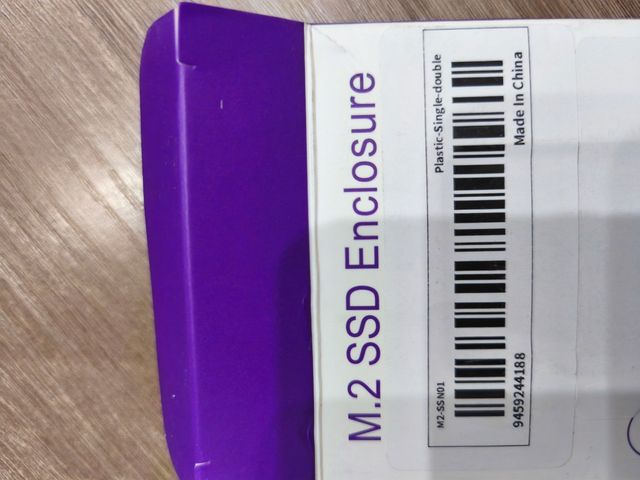 M.2 SSD Enclosure
M2-SSN01 Plastic-Single-double
9459244188 Made In China